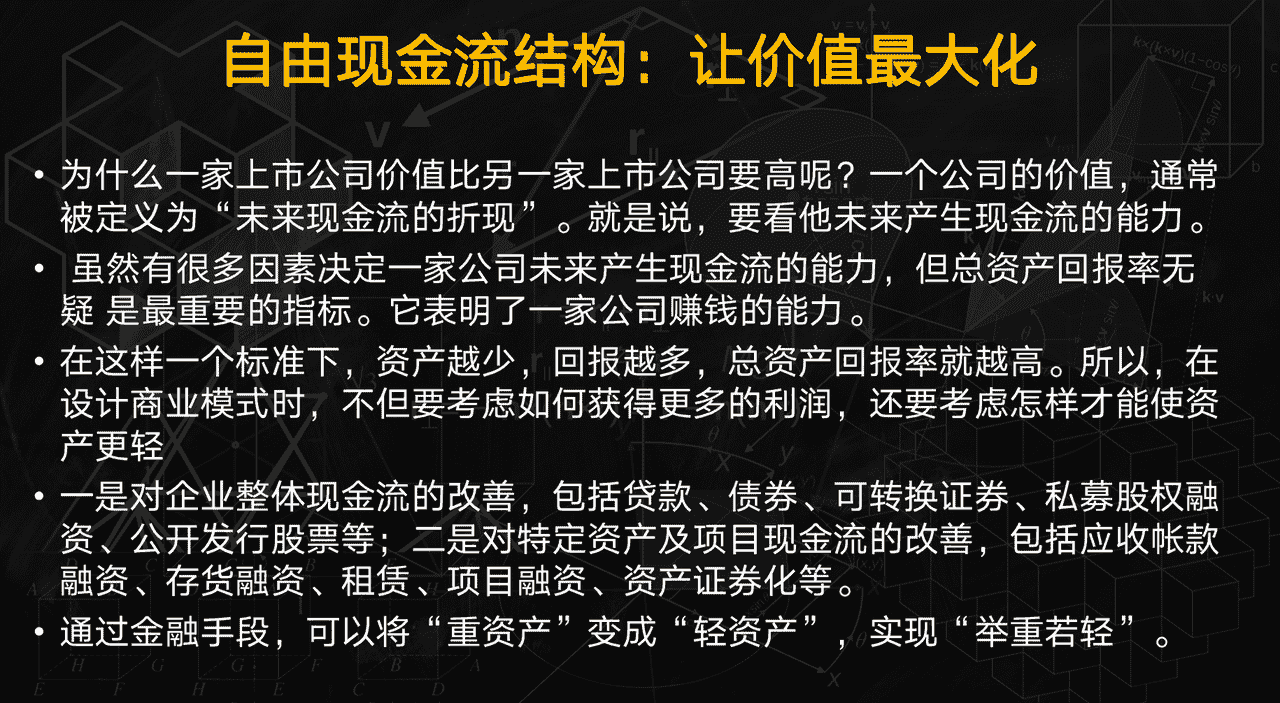 自由现金流结构：让价值最大化
• 为什么一家上市公司价值比另一家上市公司要高呢？一个公司的价值，通常
被定义为“未来现金流的折现”。就是说，要看他未来产生现金流的能力。
• 虽然有很多因素决定一家公司未来产生现金流的能力，但总资产回报率无
疑 是最重要的指标。它表明了一家公司赚钱的能力。
• 在这样一个标准下，资产越少，回报越多，总资产回报率就越高。所以，在
设计商业模式时，不但要考虑如何获得更多的利润，还要考虑怎样才能使资
产更轻
• 一是对企业整体现金流的改善，包括贷款、债券、可转换证券、私募股权融
资、公开发行股票等；二是对特定资产及项目现金流的改善，包括应收帐款
融资、存货融资、租赁、项目融资、资产证券化等。
• 通过金融手段，可以将“重资产”变成“轻资产”，实现“举重若轻”。